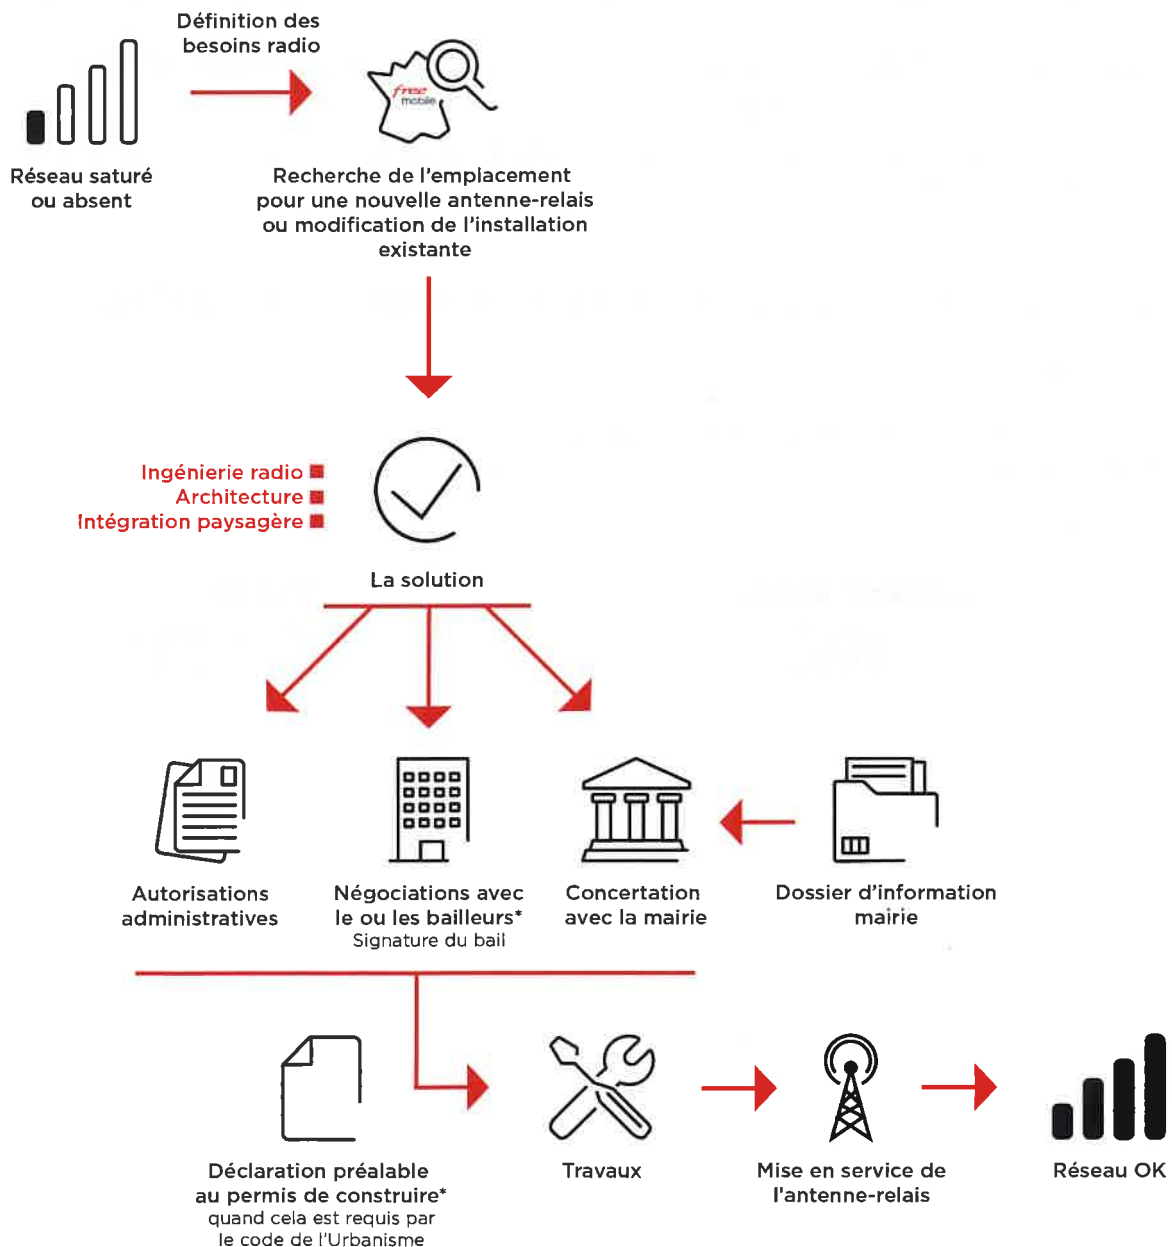 Définition des
besoins radio
free
mobile
Réseau saturé
ou absent
Recherche de l'emplacement
pour une nouvelle antenne-relais
ou modification de l'installation
existante
Ingénierie radio
Architecture
Intégration paysagère
La solution
Autorisations
administratives
Négociations avec
le ou les bailleurs*
Signature du bail
Concertation
avec la mairie
Dossier d'information
mairie
Déclaration préalable
au permis de construire*
quand cela est requis par
le code de l'Urbanisme
Travaux
Mise en service de
l'antenne-relais
Réseau OK